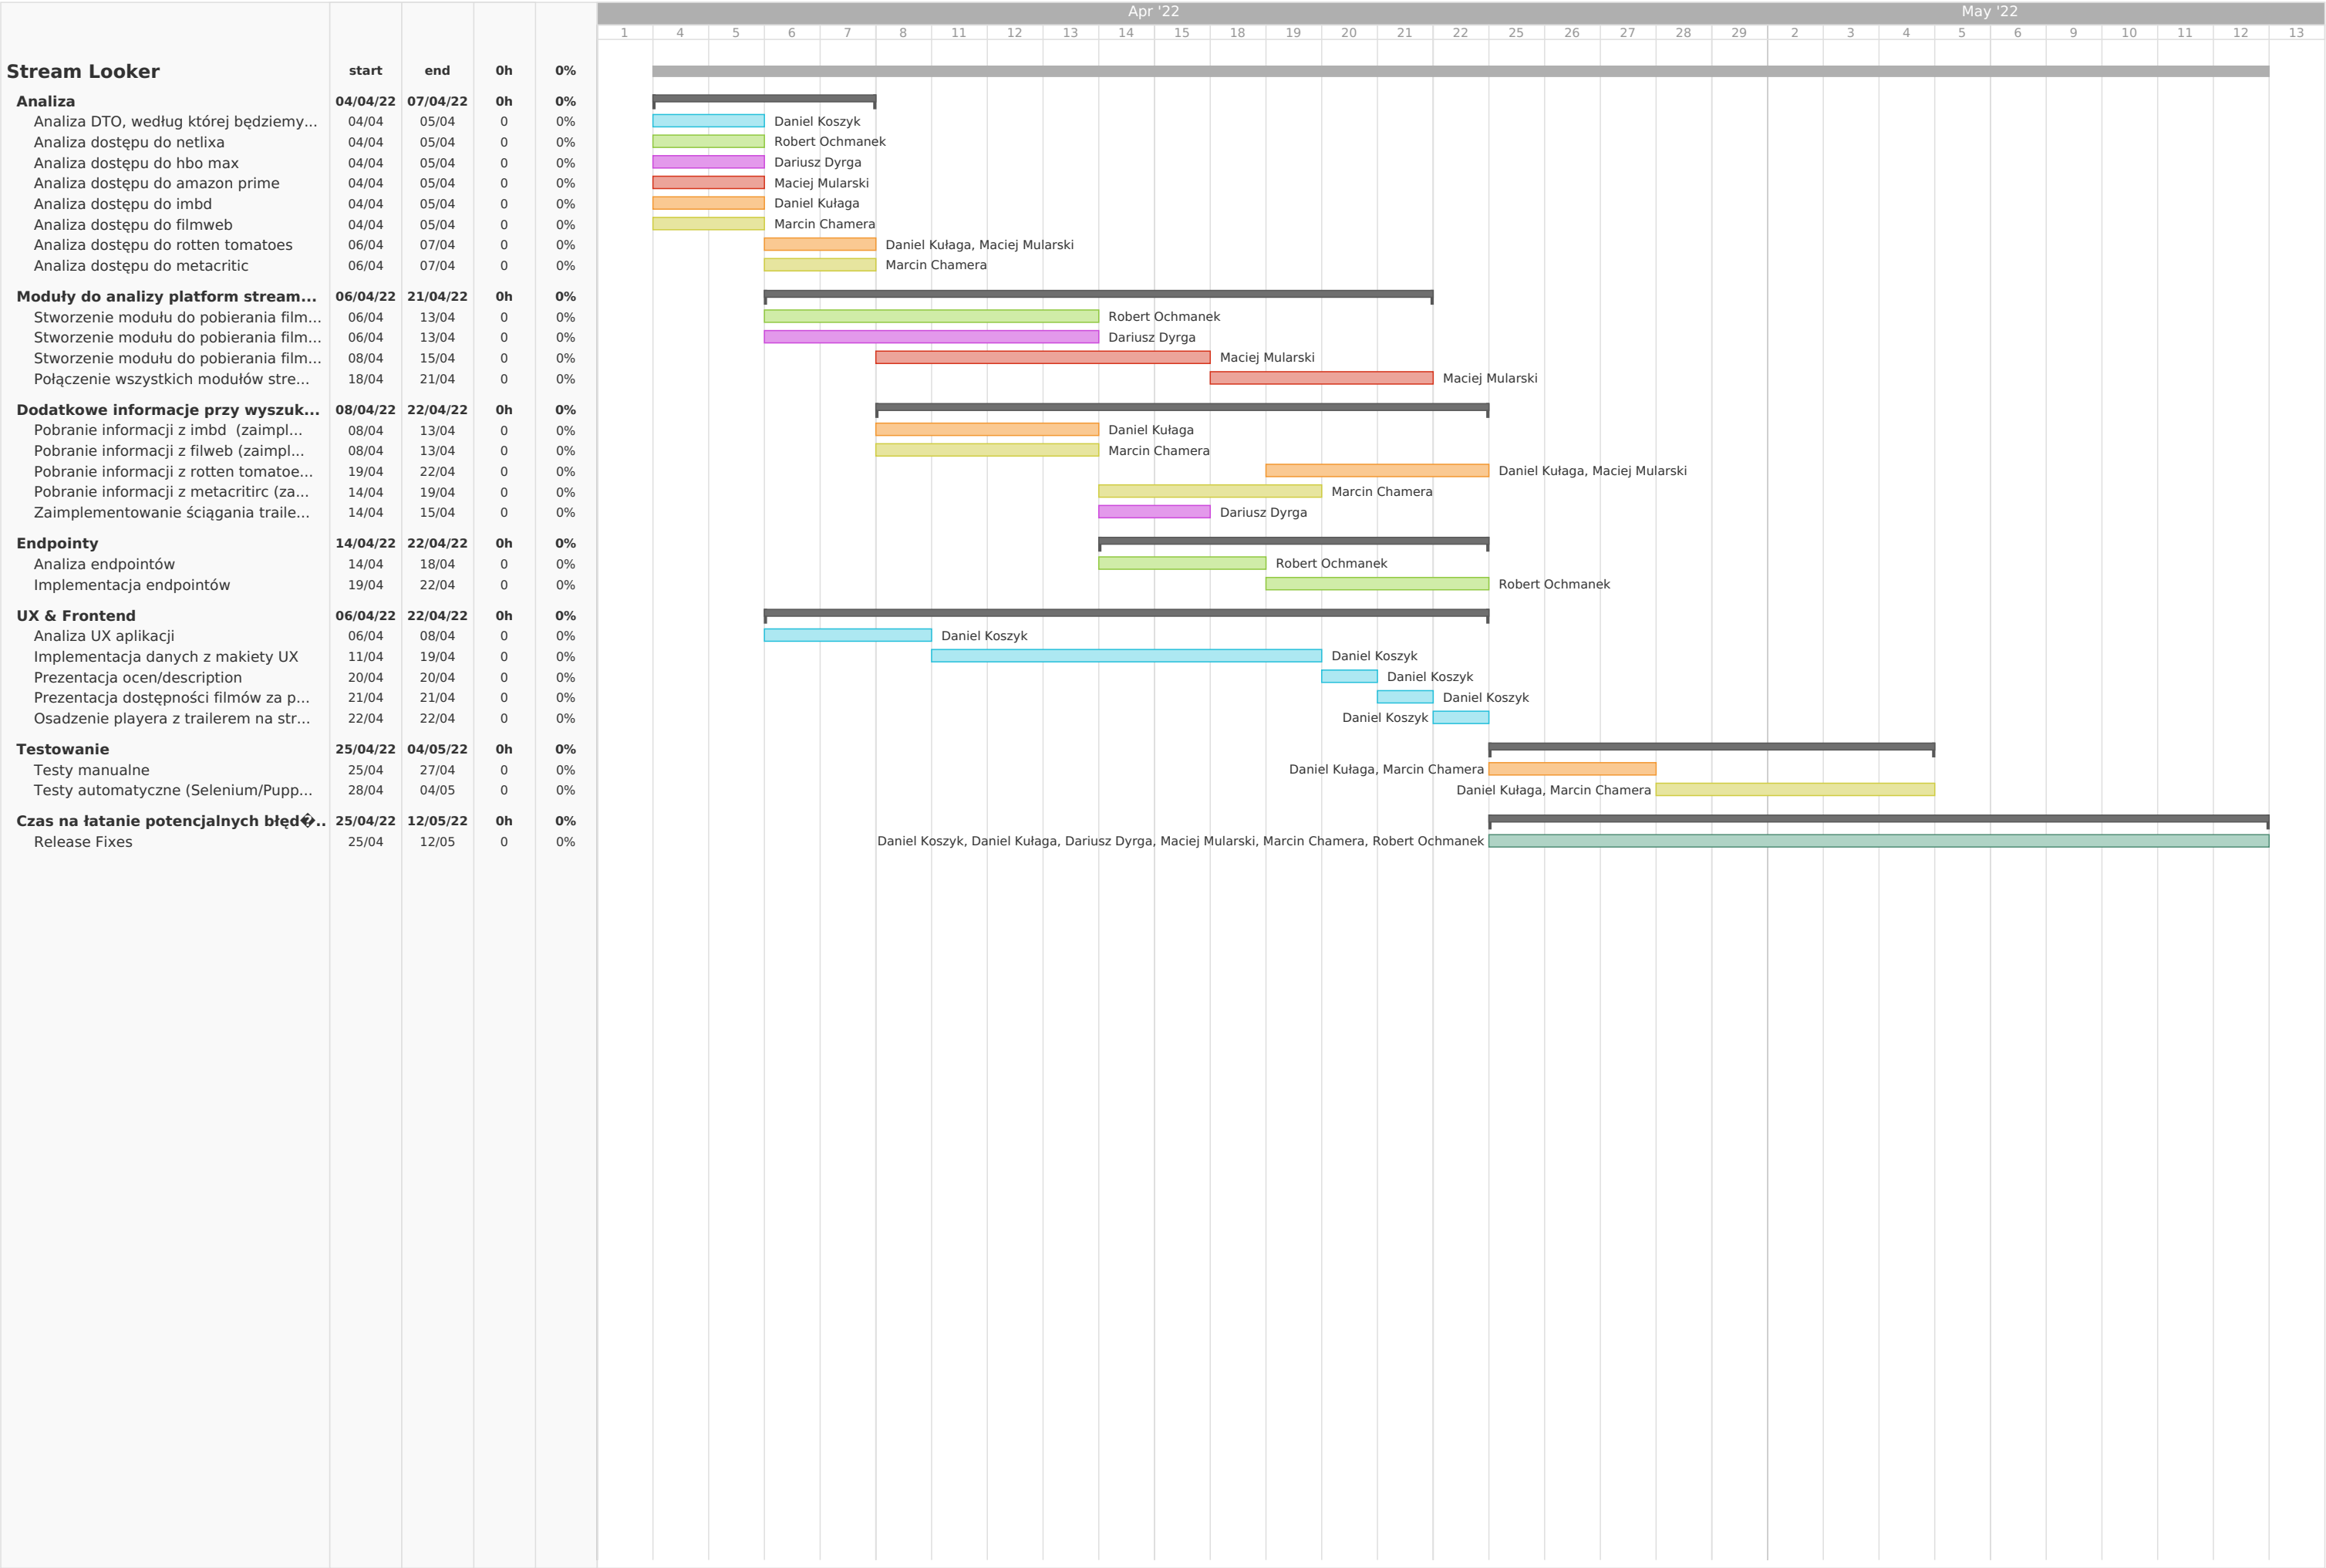 Apr '22 May '22
1 4 5 6 7 8 11 12 13 14 15 18 19 20 21 22 25 26 27 28 29 2 3 4 5 6 9 10 11 12 13
Stream Looker start end 0h 0%
Analiza 04/04/22 07/04/22 0h 0%
Analiza DTO, według której będziemy... 04/04 05/04 0 0% Daniel Koszyk
Analiza dostępu do netlixa 04/04 05/04 0 0% Robert Ochmanek
Analiza dostępu do hbo max 04/04 05/04 0 0% Dariusz Dyrga
Analiza dostępu do amazon prime 04/04 05/04 0 0% Maciej Mularski
Analiza dostępu do imbd 04/04 05/04 0 0% Daniel Kułaga
Analiza dostępu do filmweb 04/04 05/04 0 0% Marcin Chamera
Analiza dostępu do rotten tomatoes 06/04 07/04 0 0% Daniel Kułaga, Maciej Mularski
Analiza dostępu do metacritic 06/04 07/04 0 0% Marcin Chamera
Moduły do analizy platform stream... 06/04/22 21/04/22 0h 0%
Stworzenie modułu do pobierania film... 06/04 13/04 0 0% Robert Ochmanek
Stworzenie modułu do pobierania film... 06/04 13/04 0 0% Dariusz Dyrga
Stworzenie modułu do pobierania film... 08/04 15/04 0 0% Maciej Mularski
Połączenie wszystkich modułów stre... 18/04 21/04 0 0% Maciej Mularski
Dodatkowe informacje przy wyszuk... 08/04/22 22/04/22 0h 0%
Pobranie informacji z imbd (zaimpl... 08/04 13/04 0 0% Daniel Kułaga
Pobranie informacji z filweb (zaimpl... 08/04 13/04 0 0% Marcin Chamera
Pobranie informacji z rotten tomatoe... 19/04 22/04 0 0% Daniel Kułaga, Maciej Mularski
Pobranie informacji z metacritirc (za... 14/04 19/04 0 0% Marcin Chamera
Zaimplementowanie ściągania traile... 14/04 15/04 0 0% Dariusz Dyrga
Endpointy 14/04/22 22/04/22 0h 0%
Analiza endpointów 14/04 18/04 0 0% Robert Ochmanek
Implementacja endpointów 19/04 22/04 0 0% Robert Ochmanek
UX & Frontend 06/04/22 22/04/22 0h 0%
Analiza UX aplikacji 06/04 08/04 0 0% Daniel Koszyk
Implementacja danych z makiety UX 11/04 19/04 0 0% Daniel Koszyk
Prezentacja ocen/description 20/04 20/04 0 0% Daniel Koszyk
Prezentacja dostępności filmów za p... 21/04 21/04 0 0% Daniel Koszyk
Osadzenie playera z trailerem na str... 22/04 22/04 0 0% Daniel Koszyk
Testowanie 25/04/22 04/05/22 0h 0%
Testy manualne 25/04 27/04 0 0% Daniel Kułaga, Marcin Chamera
Testy automatyczne (Selenium/Pupp... 28/04 04/05 0 0% Daniel Kułaga, Marcin Chamera
Czas na łatanie potencjalnych błęd�.. 25/04/22 12/05/22 0h 0%
Release Fixes 25/04 12/05 0 0% Daniel Koszyk, Daniel Kułaga, Dariusz Dyrga, Maciej Mularski, Marcin Chamera, Robert Ochmanek